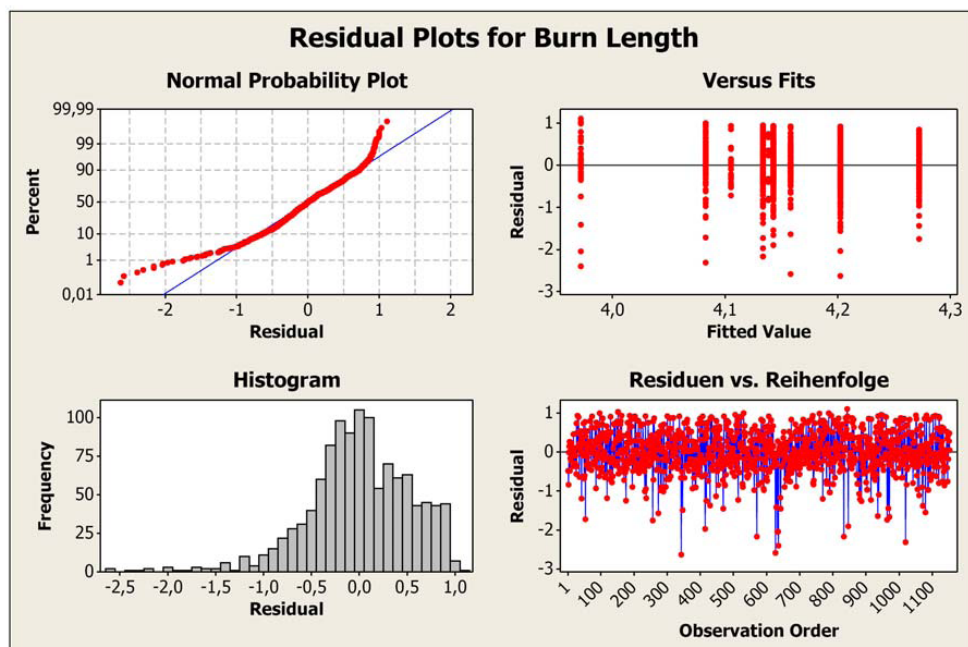 Residual Plots for Burn Length
Normal Probability Plot
99,99
99
90
50
10
1
0,01
Percent
-2 -1 0 1 2
Residual
Versus Fits
1
0
-1
-2
-3
Residual
4,0 4,1 4,2 4,3
Fitted Value
Histogram
100
75
50
25
0
Frequency
-2,5 -2,0 -1,5 -1,0 -0,5 0,0 0,5 1,0
Residual
Residuen vs. Reihenfolge
1
0
-1
-2
-3
Residual
1 100 200 300 400 500 600 700 800 900 1000 1100
Observation Order